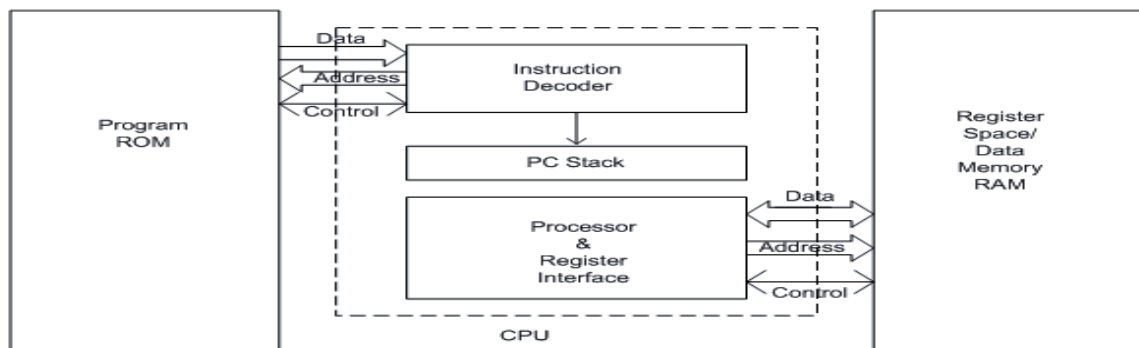 Program
ROM
Data
Address
Control
Instruction
Decoder
PC Stack
Processor
&
Register
Interface
CPU
Data
Address
Control
Register
Space/
Data
Memory
RAM